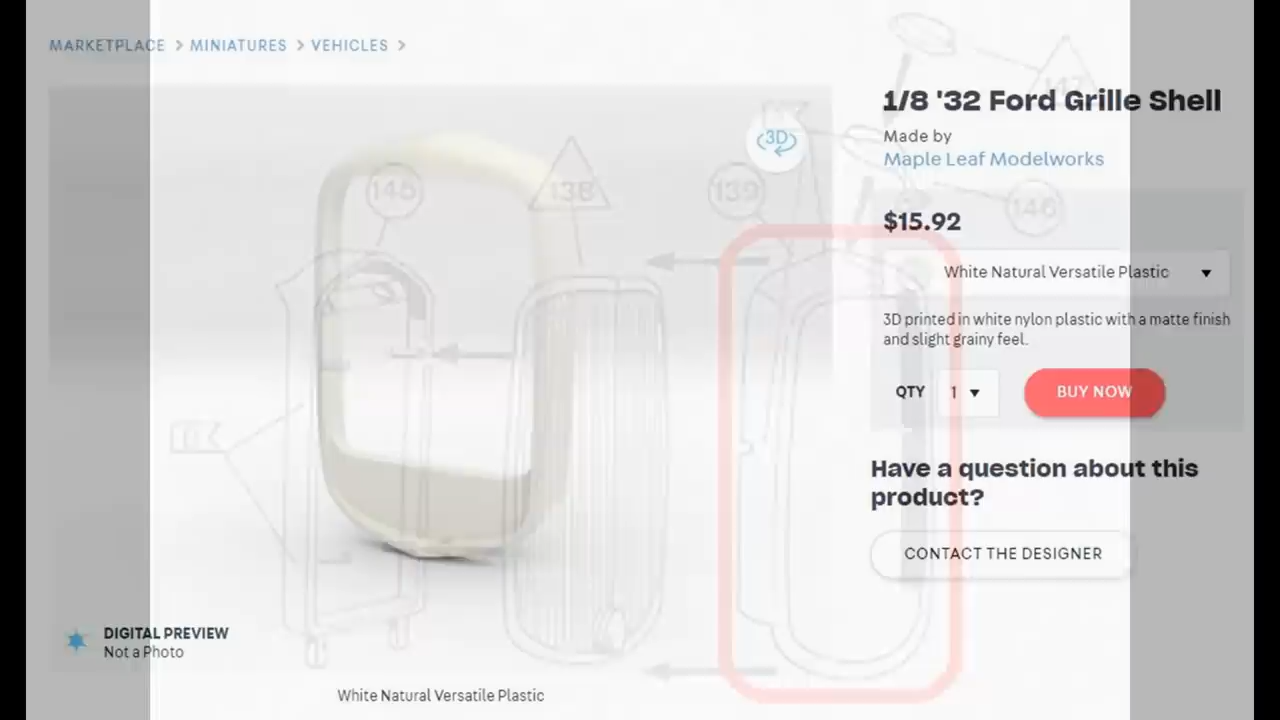 MARKETPLACE > MINIATURES > VEHICLES >
1/8 '32 Ford Grille Shell
Made by
Maple Leaf Modelworks
3D
$15.92
White Natural Versatile Plastic
3D printed in white nylon plastic with a matte finish
and slight grainy feel.
QTY 1 BUY NOW
Have a question about this
product?
CONTACT THE DESIGNER
DIGITAL PREVIEW
Not a Photo
White Natural Versatile Plastic
147
145
138
139
146